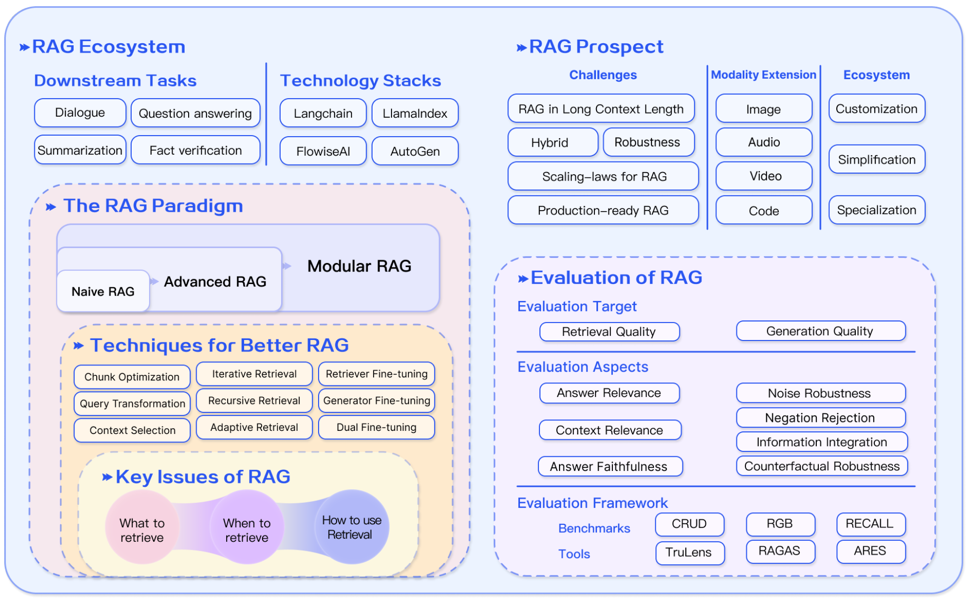 RAG Ecosystem
Downstream Tasks
Dialogue
Question answering
Summarization
Fact verification
Technology Stacks
Langchain
LlamaIndex
FlowiseAI
AutoGen
The RAG Paradigm
Naive RAG
Advanced RAG
Modular RAG
Techniques for Better RAG
Chunk Optimization
Iterative Retrieval
Retriever Fine-tuning
Query Transformation
Recursive Retrieval
Generator Fine-tuning
Context Selection
Adaptive Retrieval
Dual Fine-tuning
Key Issues of RAG
What to
retrieve
When to
retrieve
How to use
Retrieval
RAG Prospect
Challenges
RAG in Long Context Length
Hybrid
Robustness
Scaling-laws for RAG
Production-ready RAG
Modality Extension
Image
Audio
Video
Code
Ecosystem
Customization
Simplification
Specialization
Evaluation of RAG
Evaluation Target
Retrieval Quality
Generation Quality
Evaluation Aspects
Answer Relevance
Context Relevance
Answer Faithfulness
Noise Robustness
Negation Rejection
Information Integration
Counterfactual Robustness
Evaluation Framework
Benchmarks
CRUD
RGB
RECALL
Tools
TruLens
RAGAS
ARES